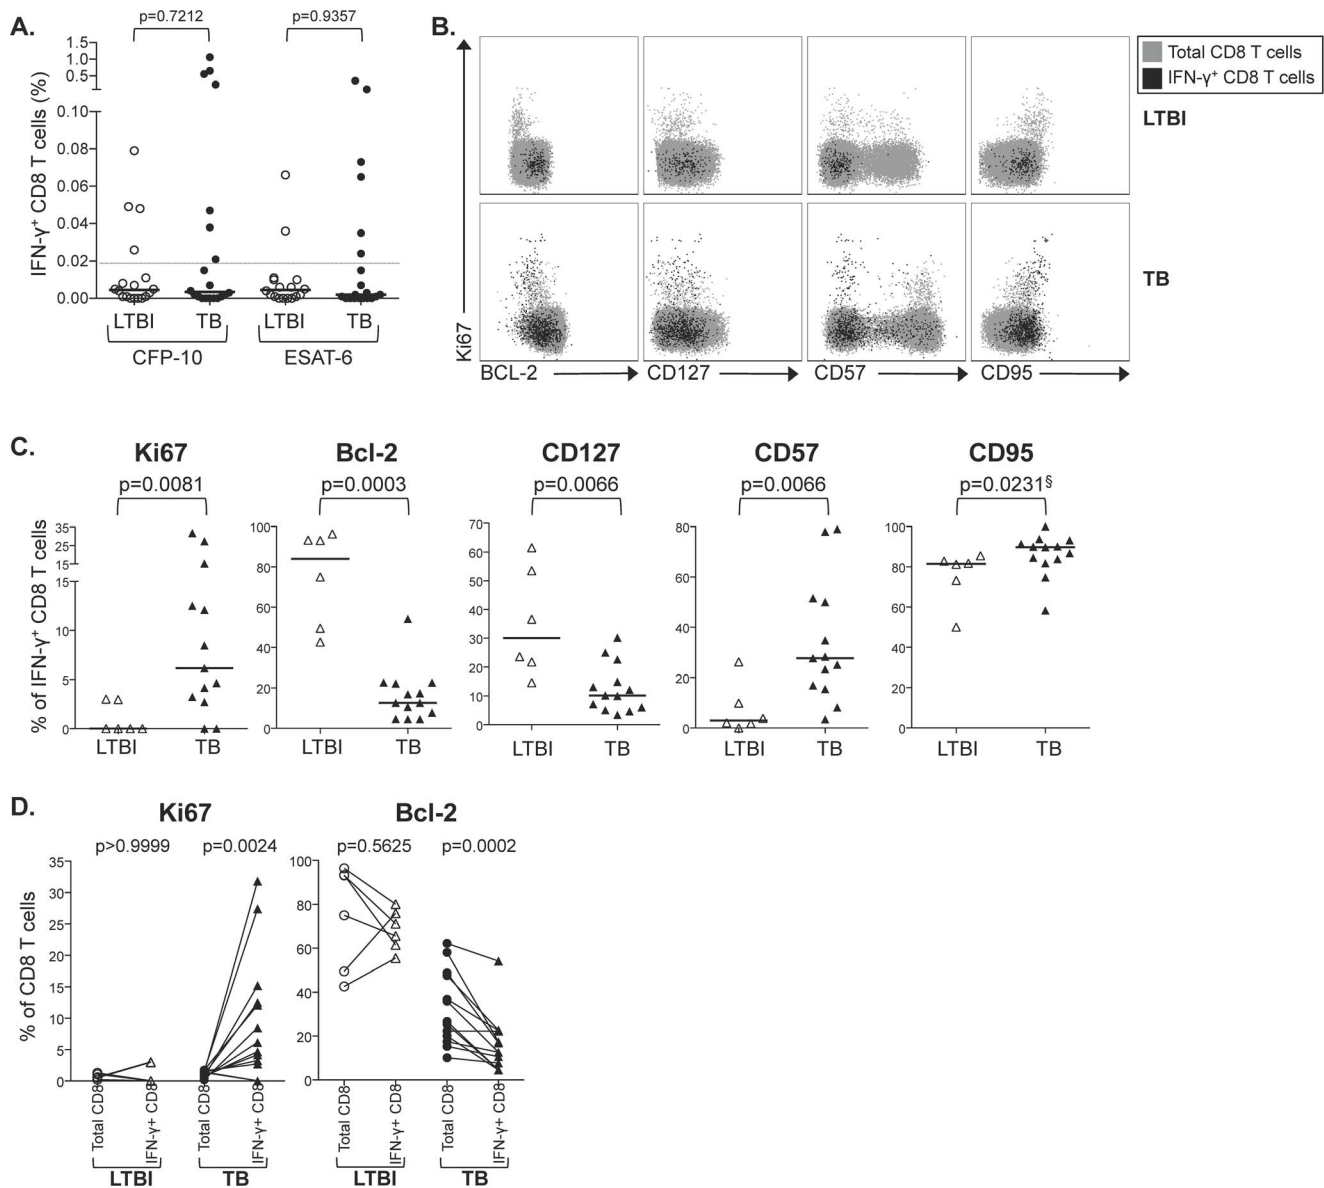 A.
p=0.7212
p=0.9357
IFN-γ⁺ CD8 T cells (%)
1.5
1.0
0.5
0.10
0.08
0.06
0.04
0.02
0.00
LTBI TB LTBI TB
CFP-10 ESAT-6
B.
Total CD8 T cells
IFN-γ⁺ CD8 T cells
LTBI
TB
Ki67
BCL-2 CD127 CD57 CD95
C.
Ki67 Bcl-2 CD127 CD57 CD95
p=0.0081 p=0.0003 p=0.0066 p=0.0066 p=0.0231§
% of IFN-γ⁺ CD8 T cells
35
25
15
15
10
5
0
LTBI TB
100
80
60
40
20
0
LTBI TB
70
60
50
40
30
20
10
0
LTBI TB
80
60
40
20
0
LTBI TB
100
80
60
40
20
0
LTBI TB
D.
Ki67 Bcl-2
p>0.9999 p=0.0024 p=0.5625 p=0.0002
% of CD8 T cells
35
30
25
20
15
10
5
0
Total CD8
IFN-γ+ CD8
Total CD8
IFN-γ+ CD8
LTBI TB
100
80
60
40
20
0
Total CD8
IFN-γ+ CD8
Total CD8
IFN-γ+ CD8
LTBI TB